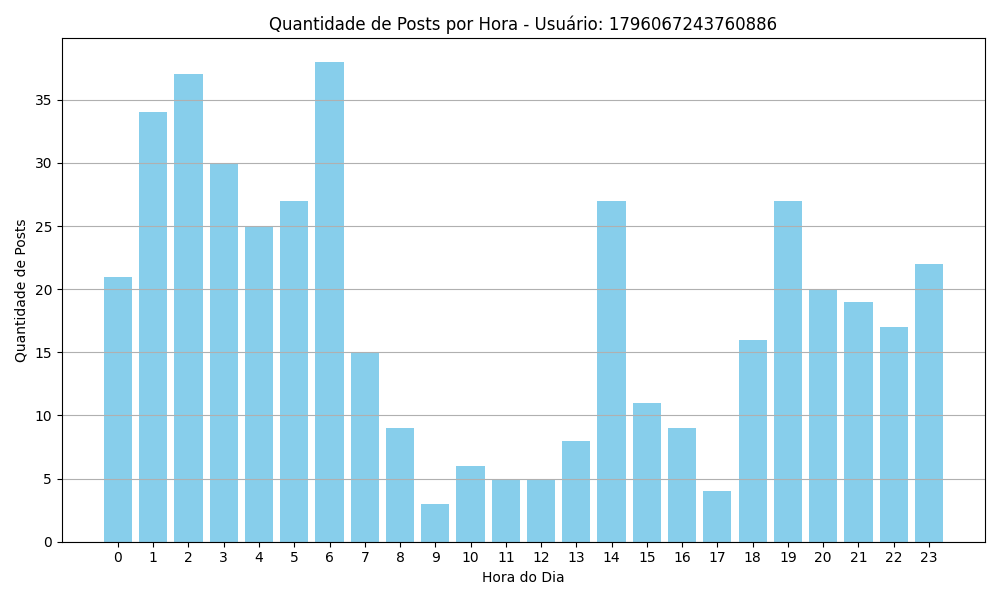 Quantidade de Posts por Hora - Usuário: 1796067243760886
Quantidade de Posts
35
30
25
20
15
10
5
0
0 1 2 3 4 5 6 7 8 9 10 11 12 13 14 15 16 17 18 19 20 21 22 23
Hora do Dia